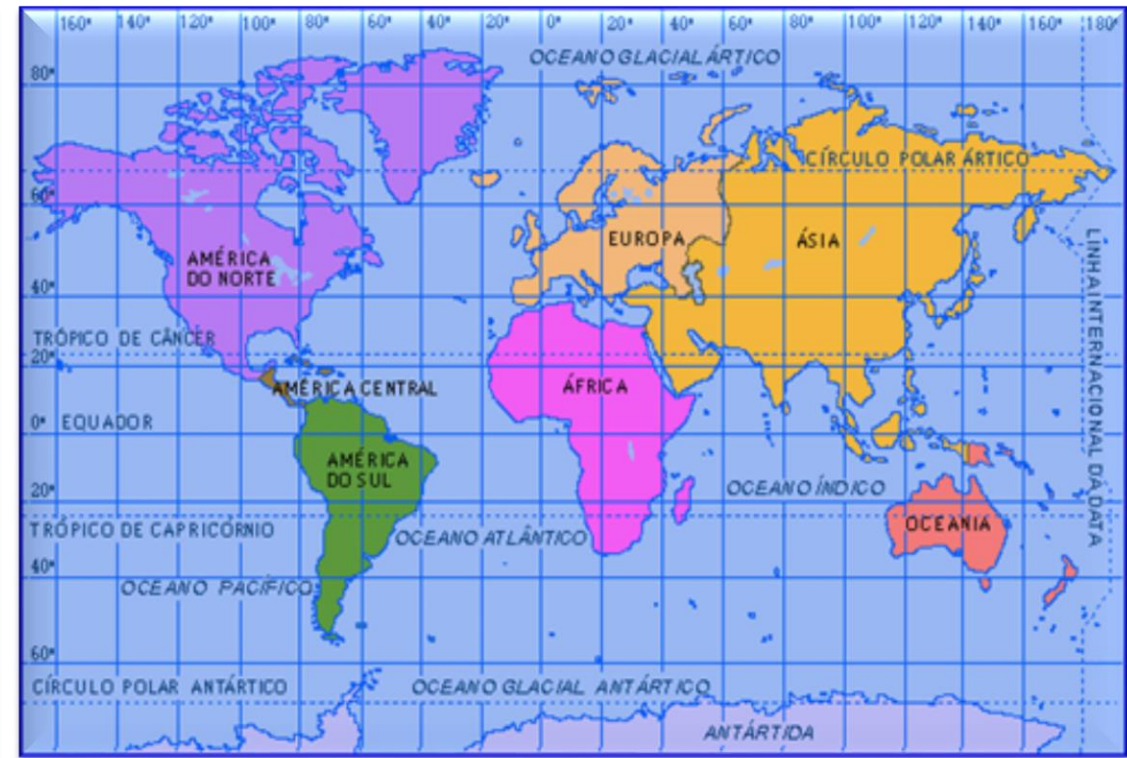 160° 140° 120° 100° 80° 60° 40° 20° 0° 20° 40° 60° 80° 100° 120° 140° 160° 180°
OCEANO GLACIAL ÁRTICO
80°
CÍRCULO POLAR ÁRTICO
60°
EUROPA
ÁSIA
AMÉRICA
DO NORTE
LINHA INTERNACIONAL DA DATA
40°
TRÓPICO DE CÂNCER
20°
AMÉRICA CENTRAL
ÁFRICA
0° EQUADOR
AMÉRICA
DO SUL
20°
OCEANO ÍNDICO
TRÓPICO DE CAPRICÓRNIO
OCEANO ATLÂNTICO
OCEANIA
40°
OCEANO PACÍFICO
60°
CÍRCULO POLAR ANTÁRTICO
OCEANO GLACIAL ANTÁRTICO
ANTÁRTIDA